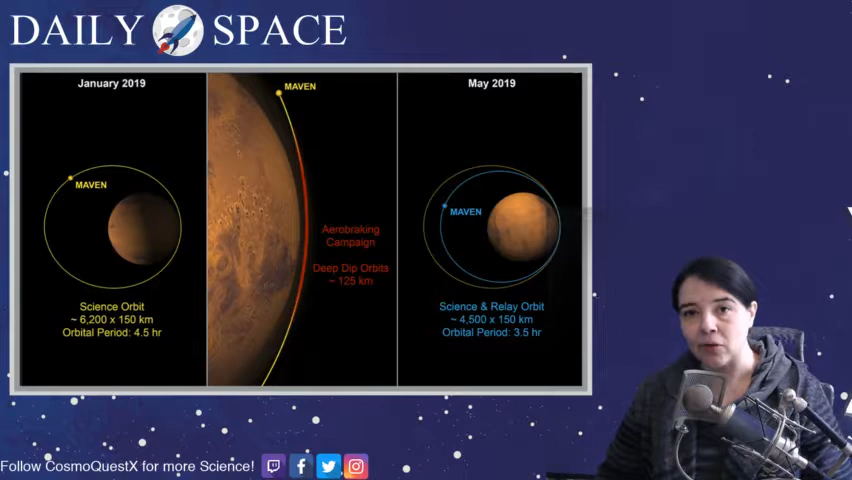 DAILY SPACE
January 2019
MAVEN
Science Orbit
~ 6,200 x 150 km
Orbital Period: 4.5 hr
MAVEN
Aerobraking
Campaign
Deep Dip Orbits
~ 125 km
May 2019
MAVEN
Science & Relay Orbit
~ 4,500 x 150 km
Orbital Period: 3.5 hr
Follow CosmoQuestX for more Science!